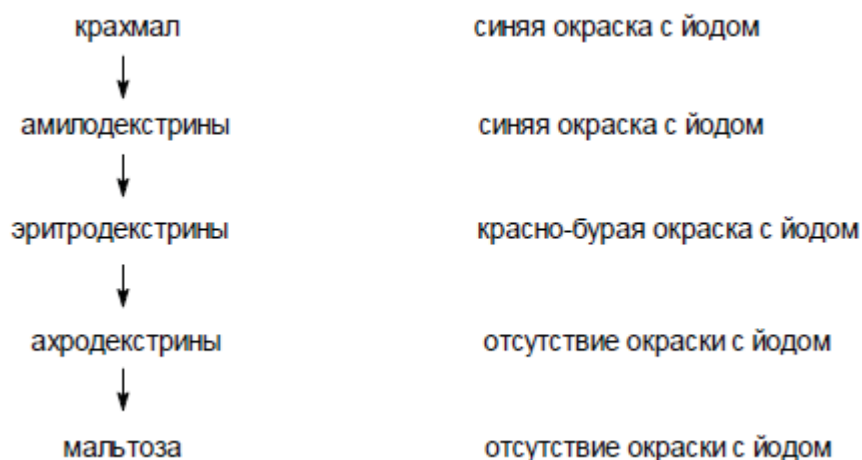 крахмал синяя окраска с йодом
амилодекстрины синяя окраска с йодом
эритродекстрины красно-бурая окраска с йодом
ахродекстрины отсутствие окраски с йодом
мальтоза отсутствие окраски с йодом